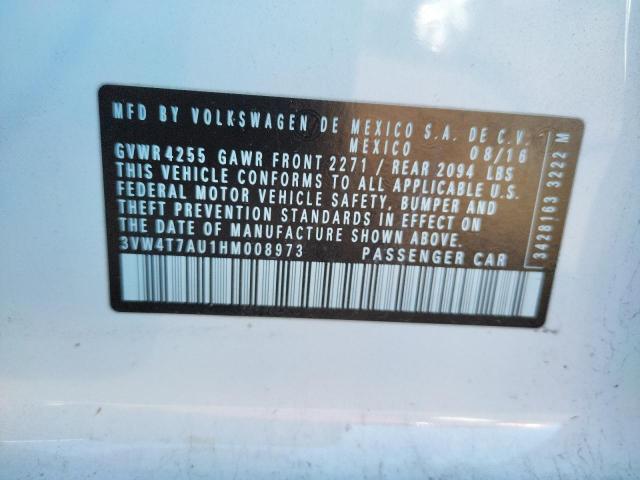 MFD BY VOLKSWAGEN DE MEXICO S.A. DE C.V.
MEXICO 08/16
GVWR 4255 GAWR FRONT 2271 / REAR 2094 LBS
THIS VEHICLE CONFORMS TO ALL APPLICABLE U.S.
FEDERAL MOTOR VEHICLE SAFETY, BUMPER AND
THEFT PREVENTION STANDARDS IN EFFECT ON
THE DATE OF MANUFACTURE SHOWN ABOVE.
3VW4T7AU1HM008973 PASSENGER CAR
3428163 3222 M